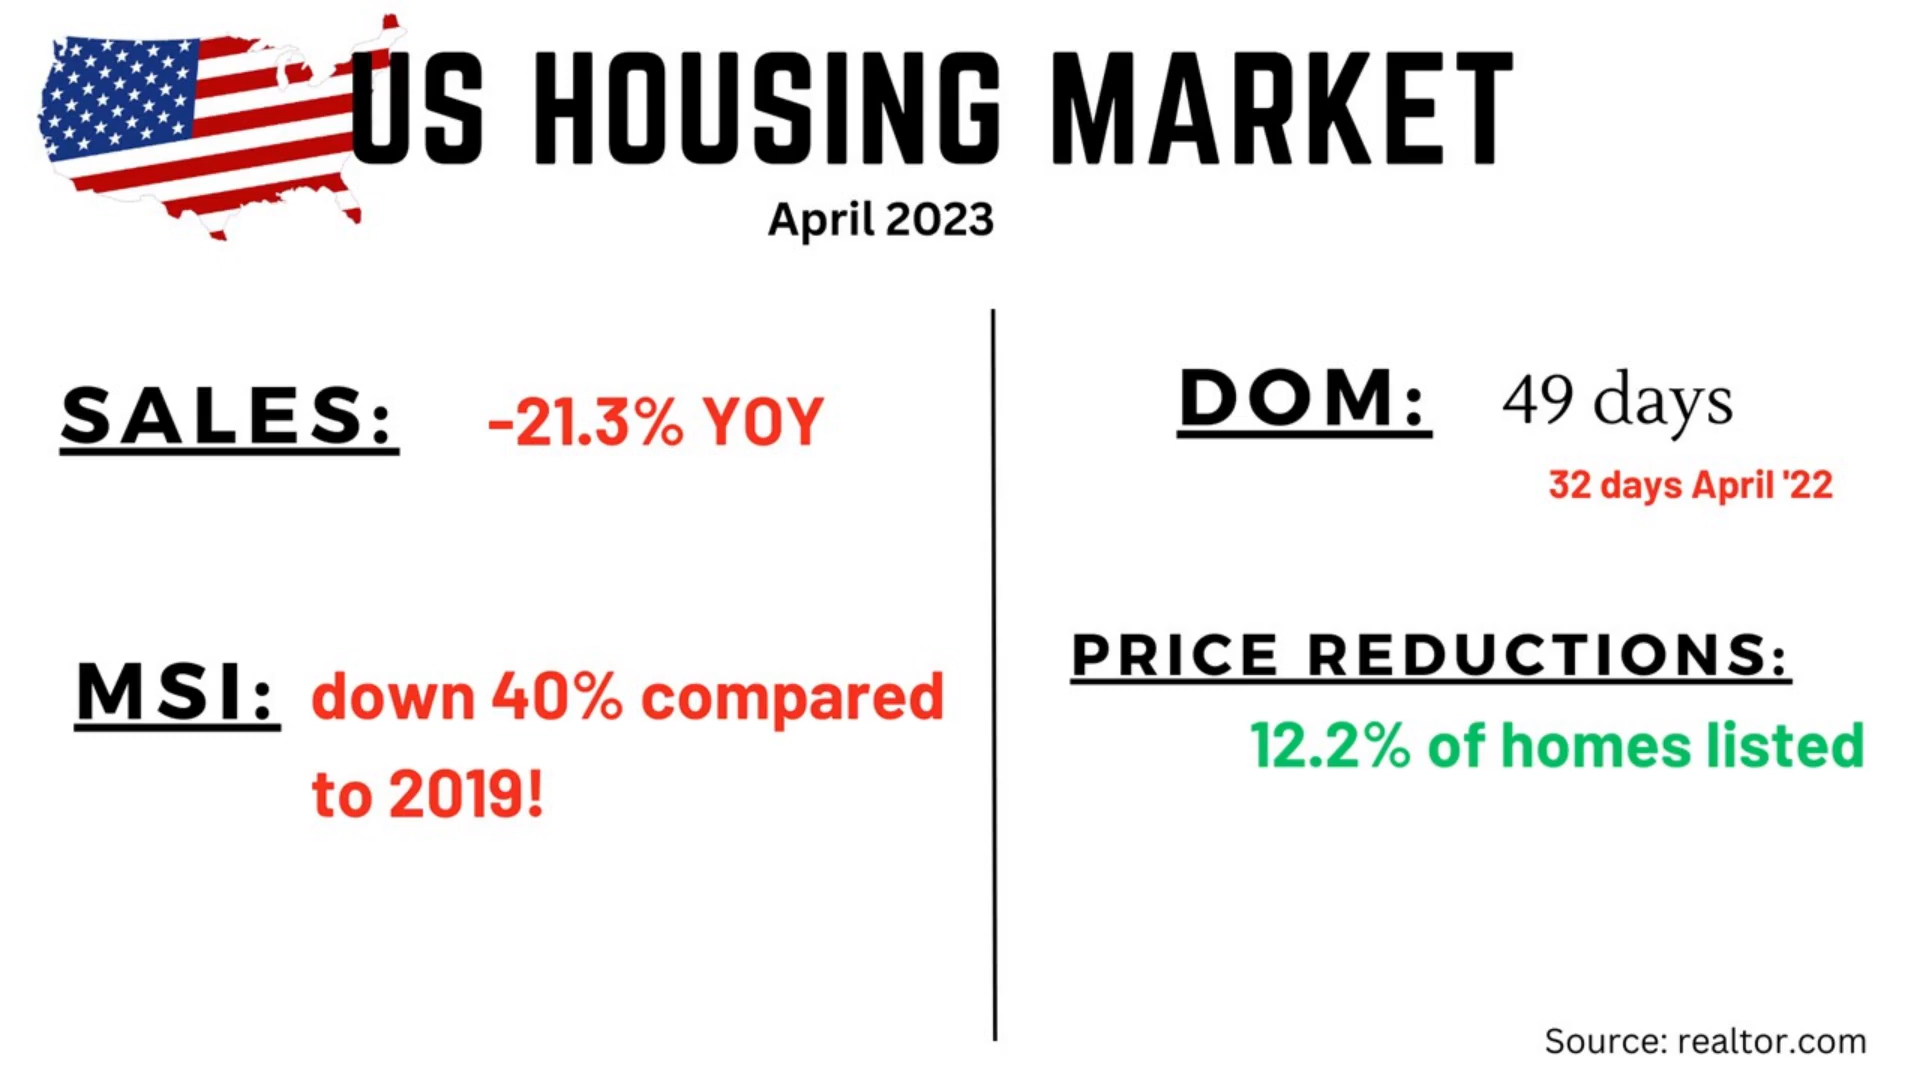 US HOUSING MARKET
April 2023
SALES: -21.3% YOY
MSI: down 40% compared
to 2019!
DOM: 49 days
32 days April '22
PRICE REDUCTIONS:
12.2% of homes listed
Source: realtor.com